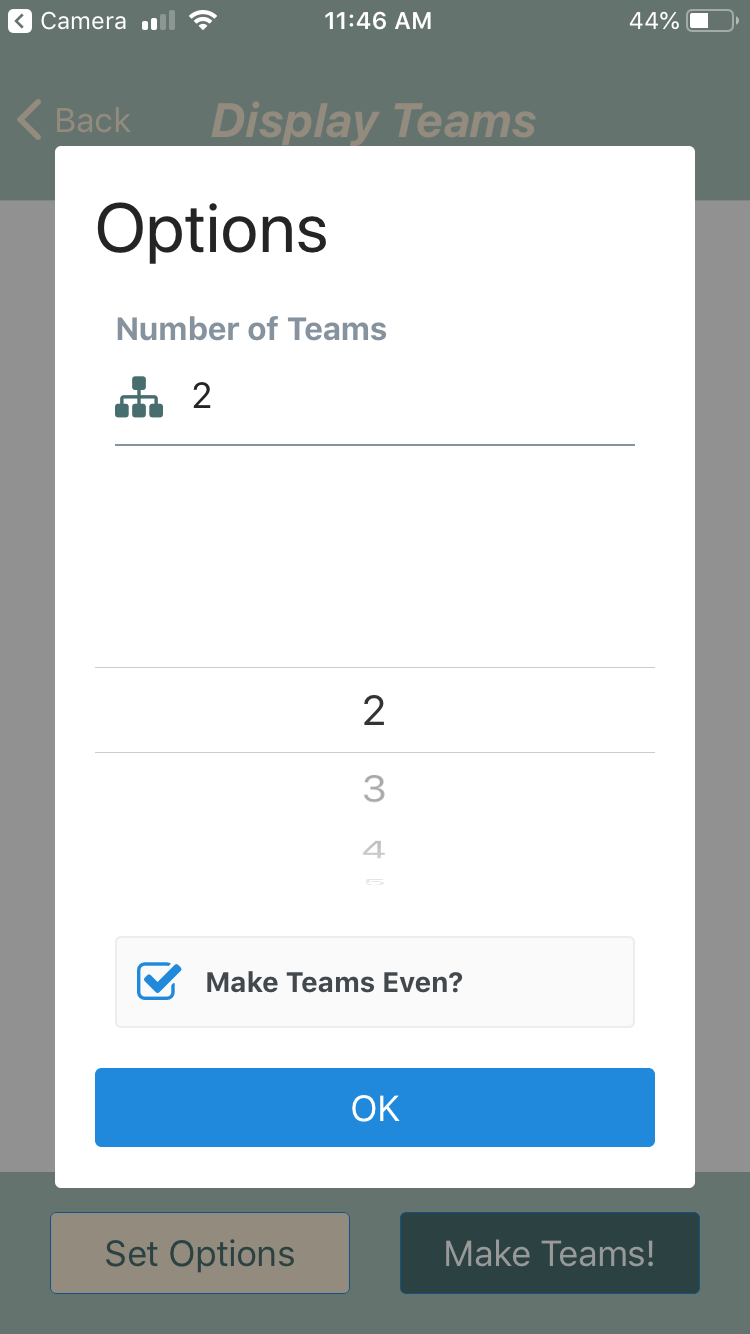 Camera 11:46 AM 44%
Back Display Teams
Options
Number of Teams
2
2
3
4
5
Make Teams Even?
OK
Set Options Make Teams!